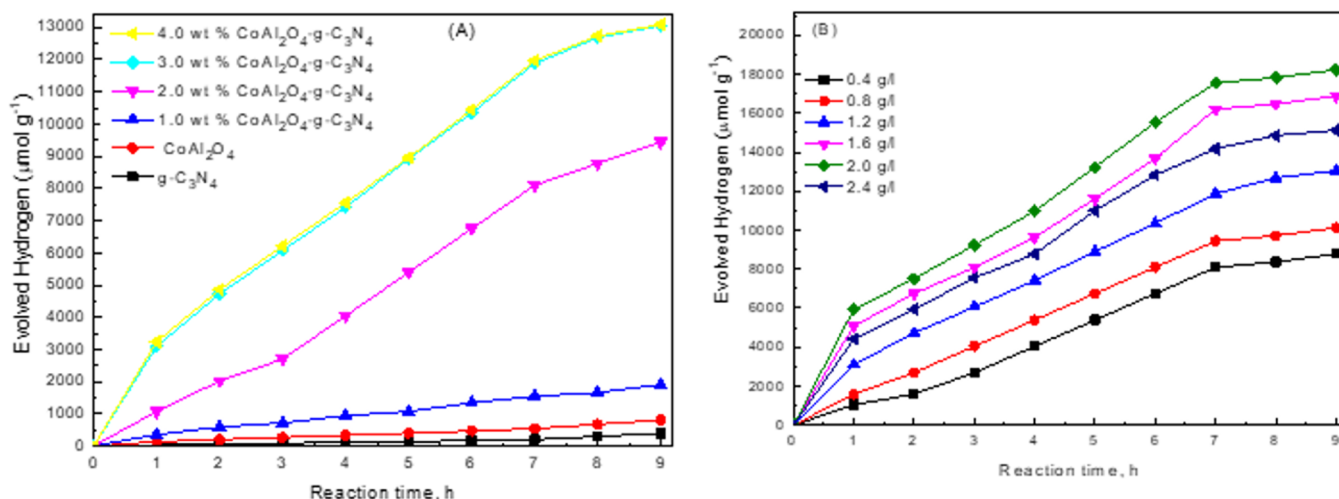 (A)
Evolved Hydrogen (μmol g⁻¹)
13000
12000
11000
10000
9000
8000
7000
6000
5000
4000
3000
2000
1000
0
4.0 wt % CoAl₂O₄-g-C₃N₄
3.0 wt % CoAl₂O₄-g-C₃N₄
2.0 wt % CoAl₂O₄-g-C₃N₄
1.0 wt % CoAl₂O₄-g-C₃N₄
CoAl₂O₄
g-C₃N₄
0 1 2 3 4 5 6 7 8 9
Reaction time, h
(B)
Evolved Hydrogen (μmol g⁻¹)
20000
18000
16000
14000
12000
10000
8000
6000
4000
2000
0
0.4 g/l
0.8 g/l
1.2 g/l
1.6 g/l
2.0 g/l
2.4 g/l
0 1 2 3 4 5 6 7 8 9
Reaction time, h